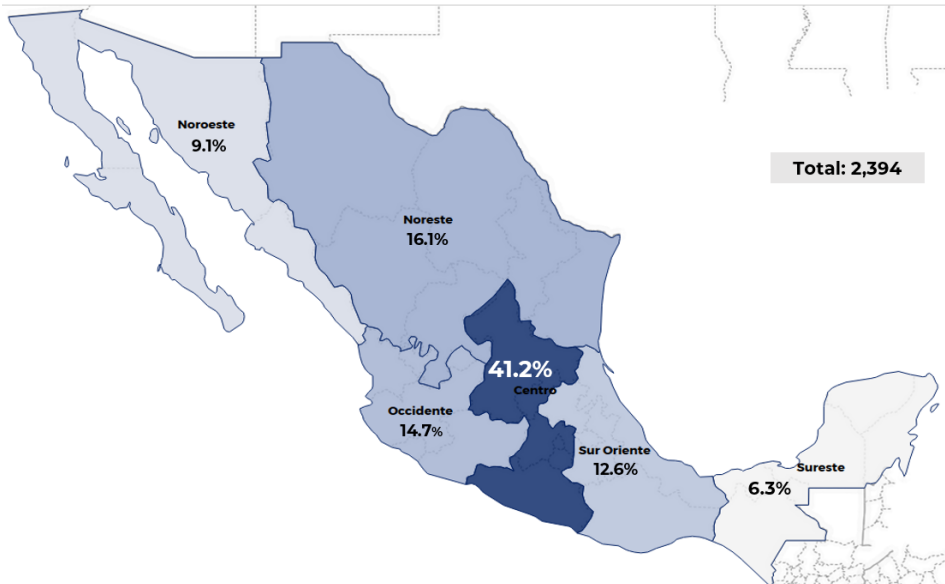 Noroeste
9.1%
Total: 2,394
Noreste
16.1%
41.2%
Centro
Occidente
14.7%
Sur Oriente
12.6%
Sureste
6.3%